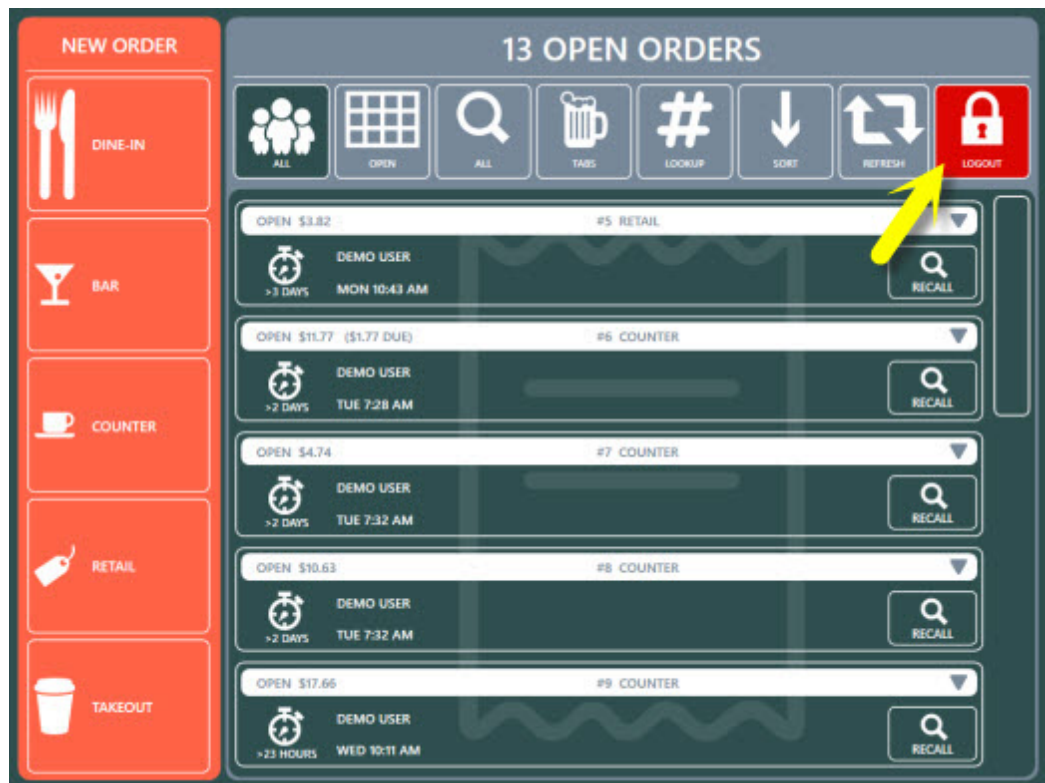 NEW ORDER
DINE-IN
BAR
COUNTER
RETAIL
TAKEOUT
13 OPEN ORDERS
ALL
OPEN
ALL
TABS
LOOKUP
SORT
REFRESH
LOGOUT
OPEN $3.82 #5 RETAIL
DEMO USER
>3 DAYS MON 10:43 AM
RECALL
OPEN $11.77 ($1.77 DUE) #6 COUNTER
DEMO USER
>2 DAYS TUE 7:28 AM
RECALL
OPEN $4.74 #7 COUNTER
DEMO USER
>2 DAYS TUE 7:32 AM
RECALL
OPEN $10.63 #8 COUNTER
DEMO USER
>2 DAYS TUE 7:32 AM
RECALL
OPEN $17.66 #9 COUNTER
DEMO USER
>23 HOURS WED 10:11 AM
RECALL